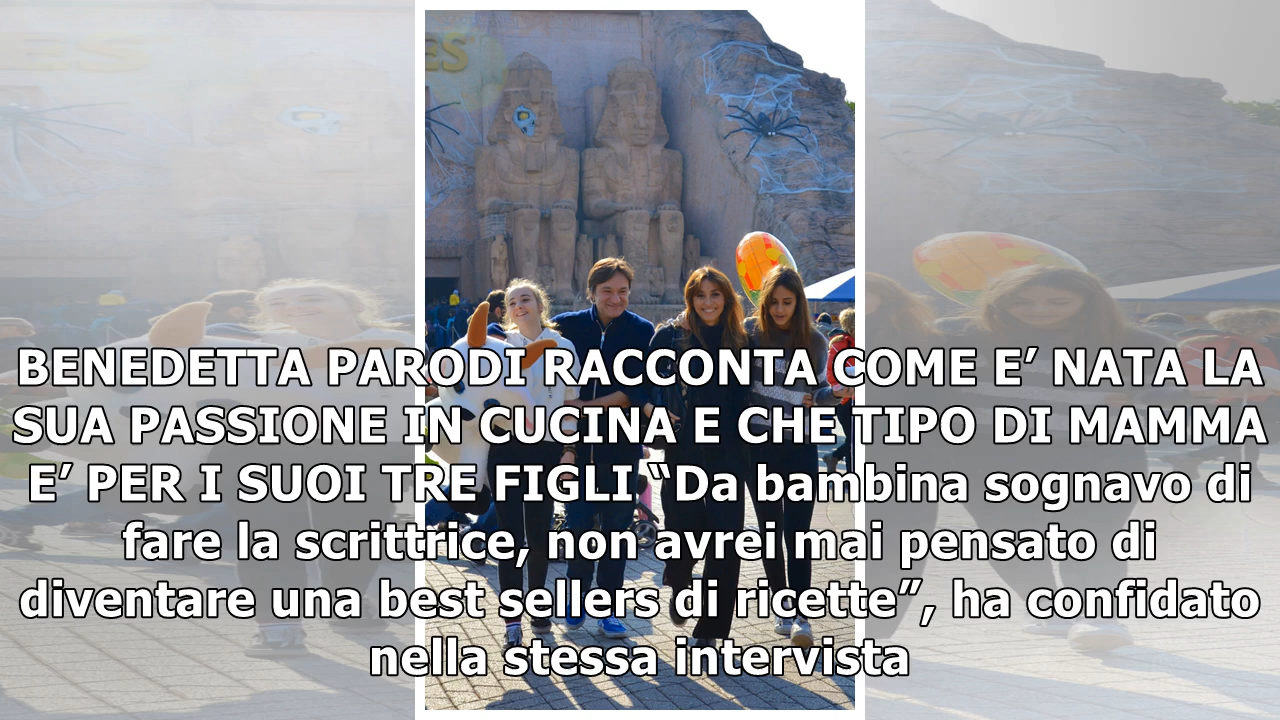 ES
BENEDETTA PARODI RACCONTA COME E’ NATA LA
SUA PASSIONE IN CUCINA E CHE TIPO DI MAMMA
E’ PER I SUOI TRE FIGLI “Da bambina sognavo di
fare la scrittrice, non avrei mai pensato di
diventare una best sellers di ricette”, ha confidato
nella stessa intervista